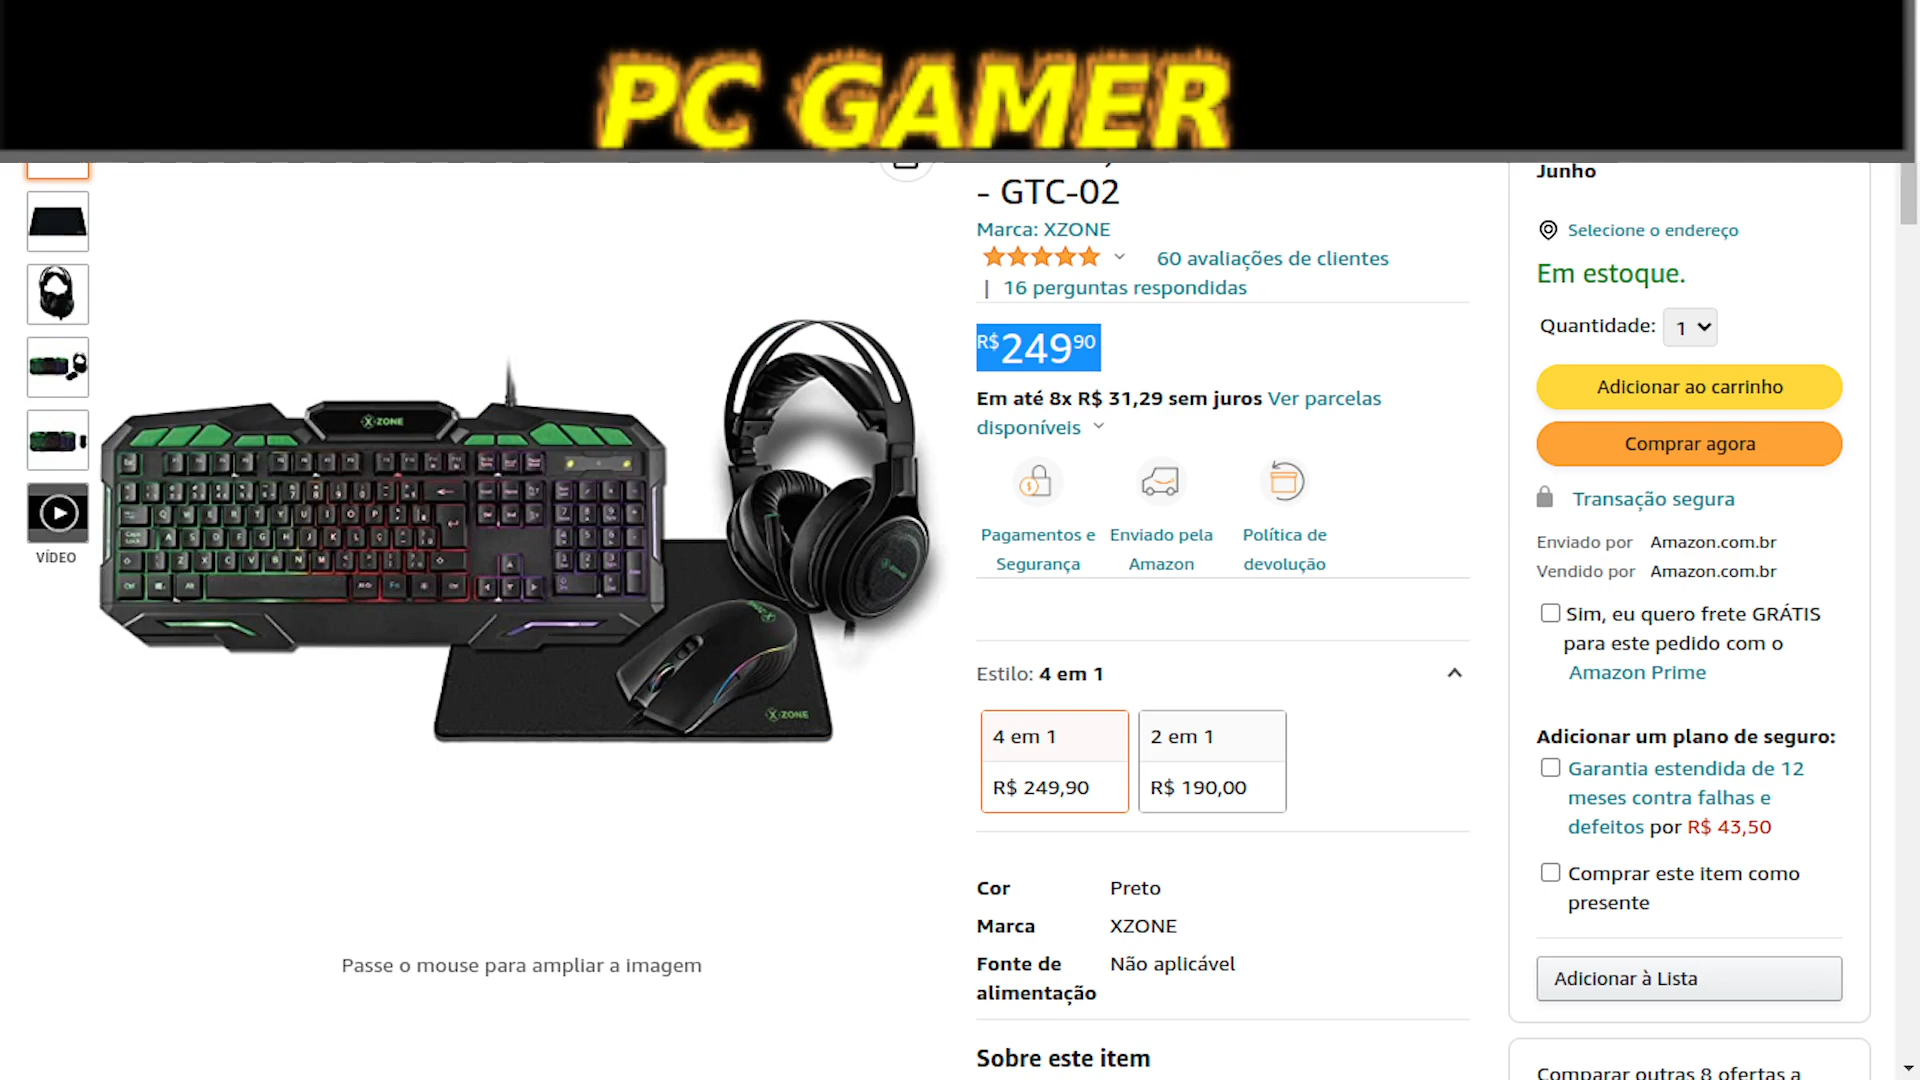 PC GAMER
- GTC-02
Marca: XZONE
60 avaliações de clientes
| 16 perguntas respondidas
R$24990
Em até 8x R$ 31,29 sem juros Ver parcelas
disponíveis
Pagamentos e
Segurança
Enviado pela
Amazon
Política de
devolução
Estilo: 4 em 1
4 em 1
R$ 249,90
2 em 1
R$ 190,00
Cor Preto
Marca XZONE
Fonte de Não aplicável
alimentação
Sobre este item
VÍDEO
X-ZONE
X-ZONE
Passe o mouse para ampliar a imagem
Junho
Selecione o endereço
Em estoque.
Quantidade: 1
Adicionar ao carrinho
Comprar agora
Transação segura
Enviado por Amazon.com.br
Vendido por Amazon.com.br
Sim, eu quero frete GRÁTIS
para este pedido com o
Amazon Prime
Adicionar um plano de seguro:
Garantia estendida de 12
meses contra falhas e
defeitos por R$ 43,50
Comprar este item como
presente
Adicionar à Lista
Comparar outras 8 ofertas a